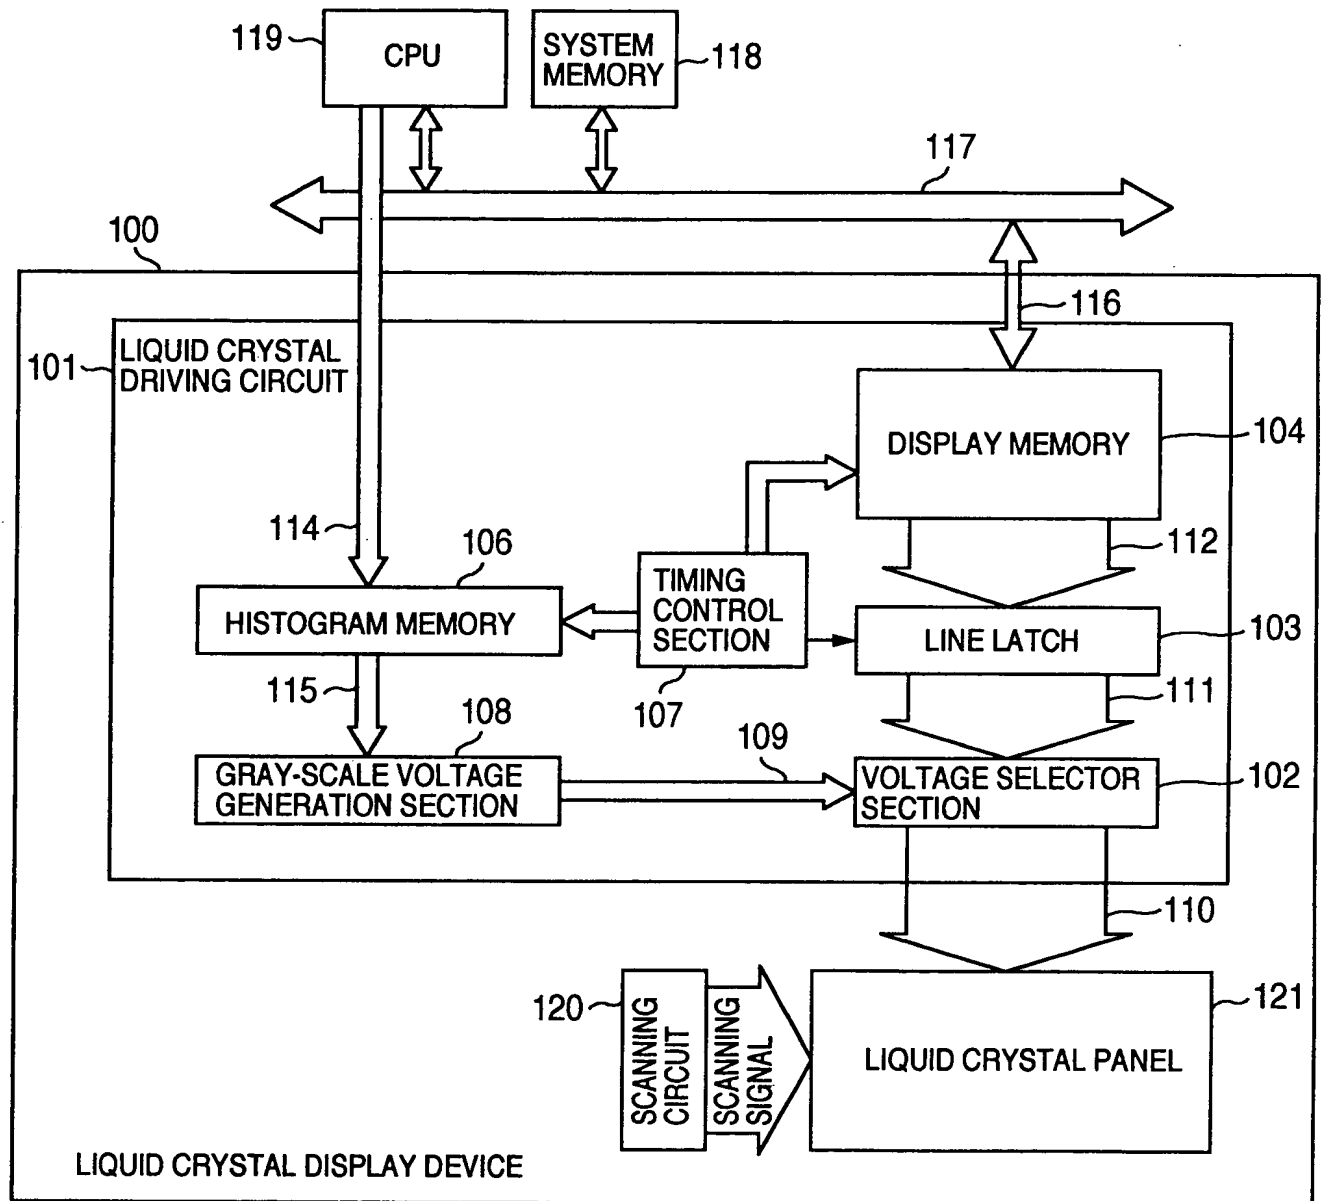 119
CPU
SYSTEM
MEMORY
118
117
100
116
101
LIQUID CRYSTAL
DRIVING CIRCUIT
DISPLAY MEMORY
104
114
106
112
HISTOGRAM MEMORY
TIMING
CONTROL
SECTION
LINE LATCH
103
115
107
111
108
109
GRAY-SCALE VOLTAGE
GENERATION SECTION
VOLTAGE SELECTOR
SECTION
102
110
120
SCANNING
CIRCUIT
SCANNING
SIGNAL
LIQUID CRYSTAL PANEL
121
LIQUID CRYSTAL DISPLAY DEVICE